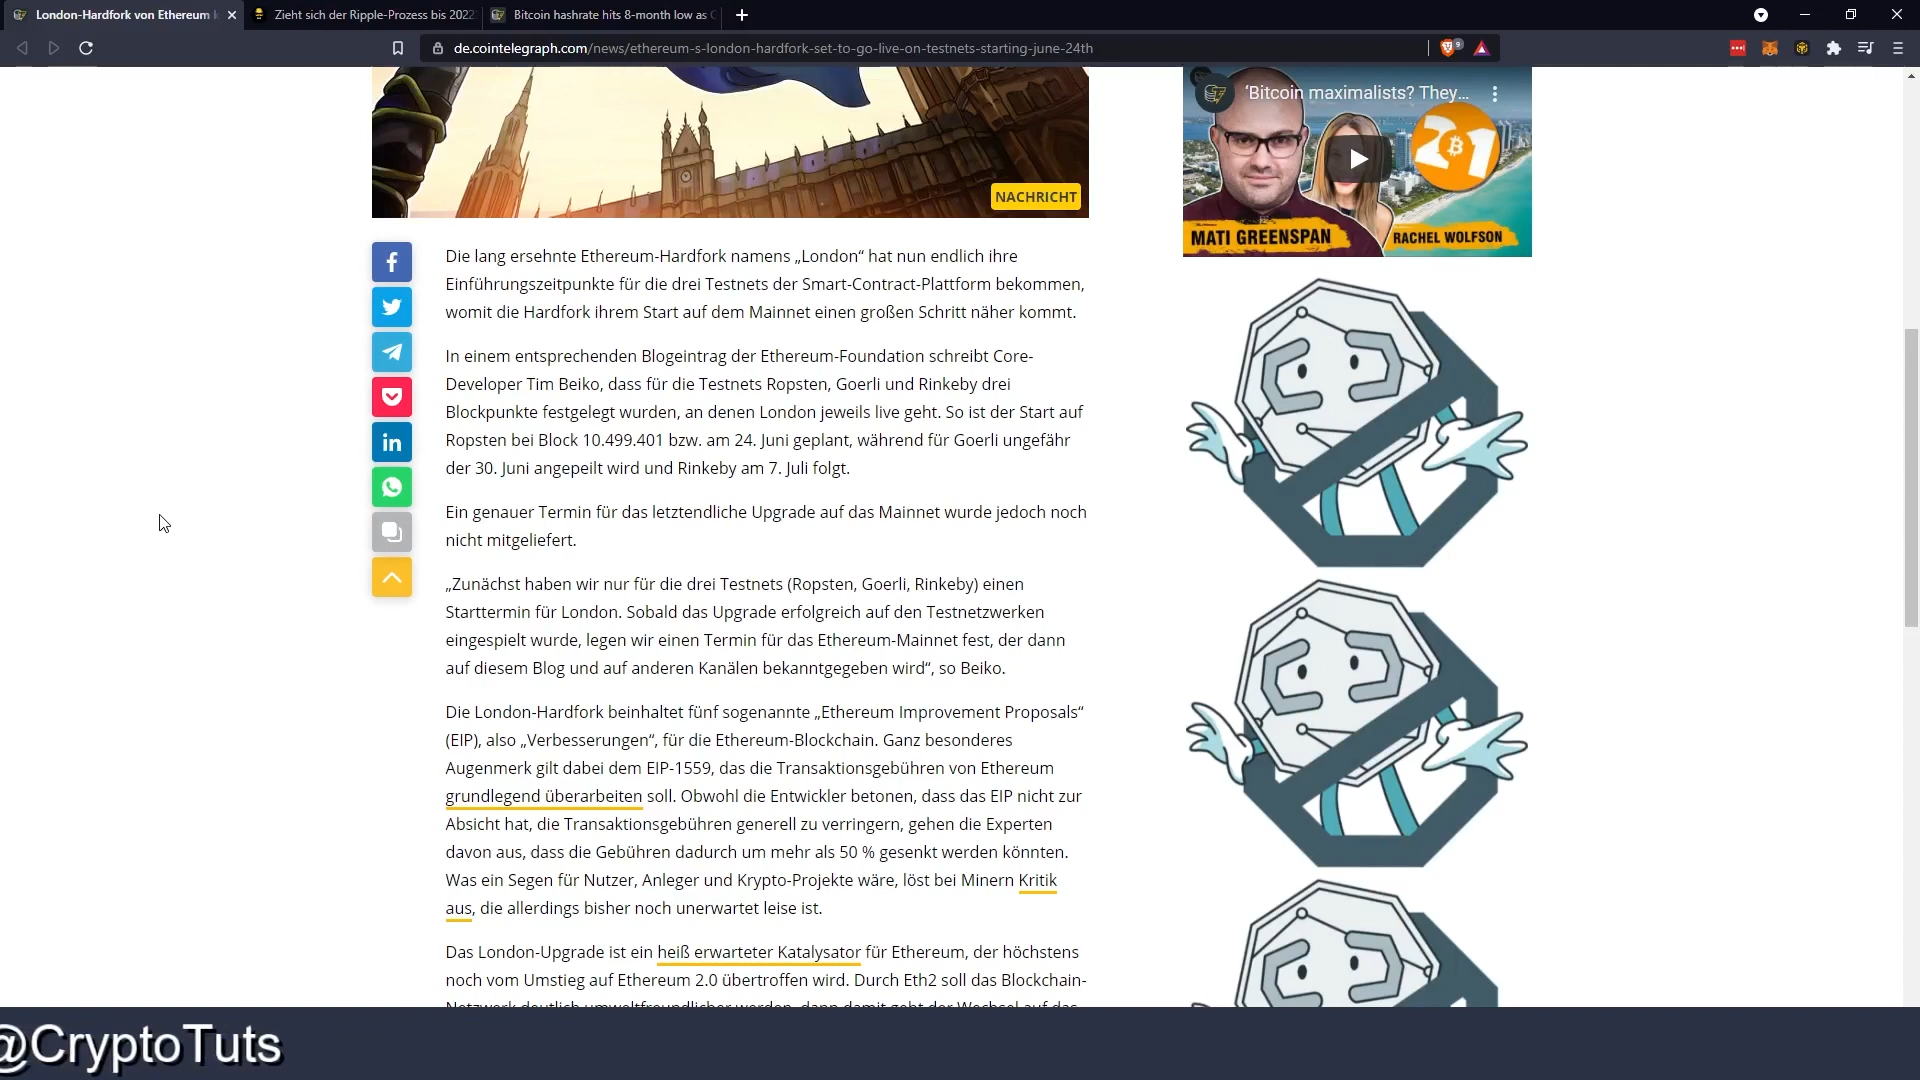 London-Hardfork von Ethereum
Zieht sich der Ripple-Prozess bis 2022
Bitcoin hashrate hits 8-month low as
de.cointelegraph.com/news/ethereum-s-london-hardfork-set-to-go-live-on-testnets-starting-june-24th
9
NACHRICHT
'Bitcoin maximalists? They...
21
MATI GREENSPAN
RACHEL WOLFSON
Die lang ersehnte Ethereum-Hardfork namens „London“ hat nun endlich ihre
Einführungszeitpunkte für die drei Testnets der Smart-Contract-Plattform bekommen,
womit die Hardfork ihrem Start auf dem Mainnet einen großen Schritt näher kommt.
In einem entsprechenden Blogeintrag der Ethereum-Foundation schreibt Core-
Developer Tim Beiko, dass für die Testnets Ropsten, Goerli und Rinkeby drei
Blockpunkte festgelegt wurden, an denen London jeweils live geht. So ist der Start auf
Ropsten bei Block 10.499.401 bzw. am 24. Juni geplant, während für Goerli ungefähr
der 30. Juni angepeilt wird und Rinkeby am 7. Juli folgt.
Ein genauer Termin für das letztendliche Upgrade auf das Mainnet wurde jedoch noch
nicht mitgeliefert.
„Zunächst haben wir nur für die drei Testnets (Ropsten, Goerli, Rinkeby) einen
Starttermin für London. Sobald das Upgrade erfolgreich auf den Testnetzwerken
eingespielt wurde, legen wir einen Termin für das Ethereum-Mainnet fest, der dann
auf diesem Blog und auf anderen Kanälen bekanntgegeben wird“, so Beiko.
Die London-Hardfork beinhaltet fünf sogenannte „Ethereum Improvement Proposals“
(EIP), also „Verbesserungen“, für die Ethereum-Blockchain. Ganz besonderes
Augenmerk gilt dabei dem EIP-1559, das die Transaktionsgebühren von Ethereum
grundlegend überarbeiten soll. Obwohl die Entwickler betonen, dass das EIP nicht zur
Absicht hat, die Transaktionsgebühren generell zu verringern, gehen die Experten
davon aus, dass die Gebühren dadurch um mehr als 50 % gesenkt werden könnten.
Was ein Segen für Nutzer, Anleger und Krypto-Projekte wäre, löst bei Minern Kritik
aus, die allerdings bisher noch unerwartet leise ist.
Das London-Upgrade ist ein heiß erwarteter Katalysator für Ethereum, der höchstens
noch vom Umstieg auf Ethereum 2.0 übertroffen wird. Durch Eth2 soll das Blockchain-
Netzwerk deutlich umweltfreundlicher werden, denn damit geht der Wechsel auf das
@CryptoTuts